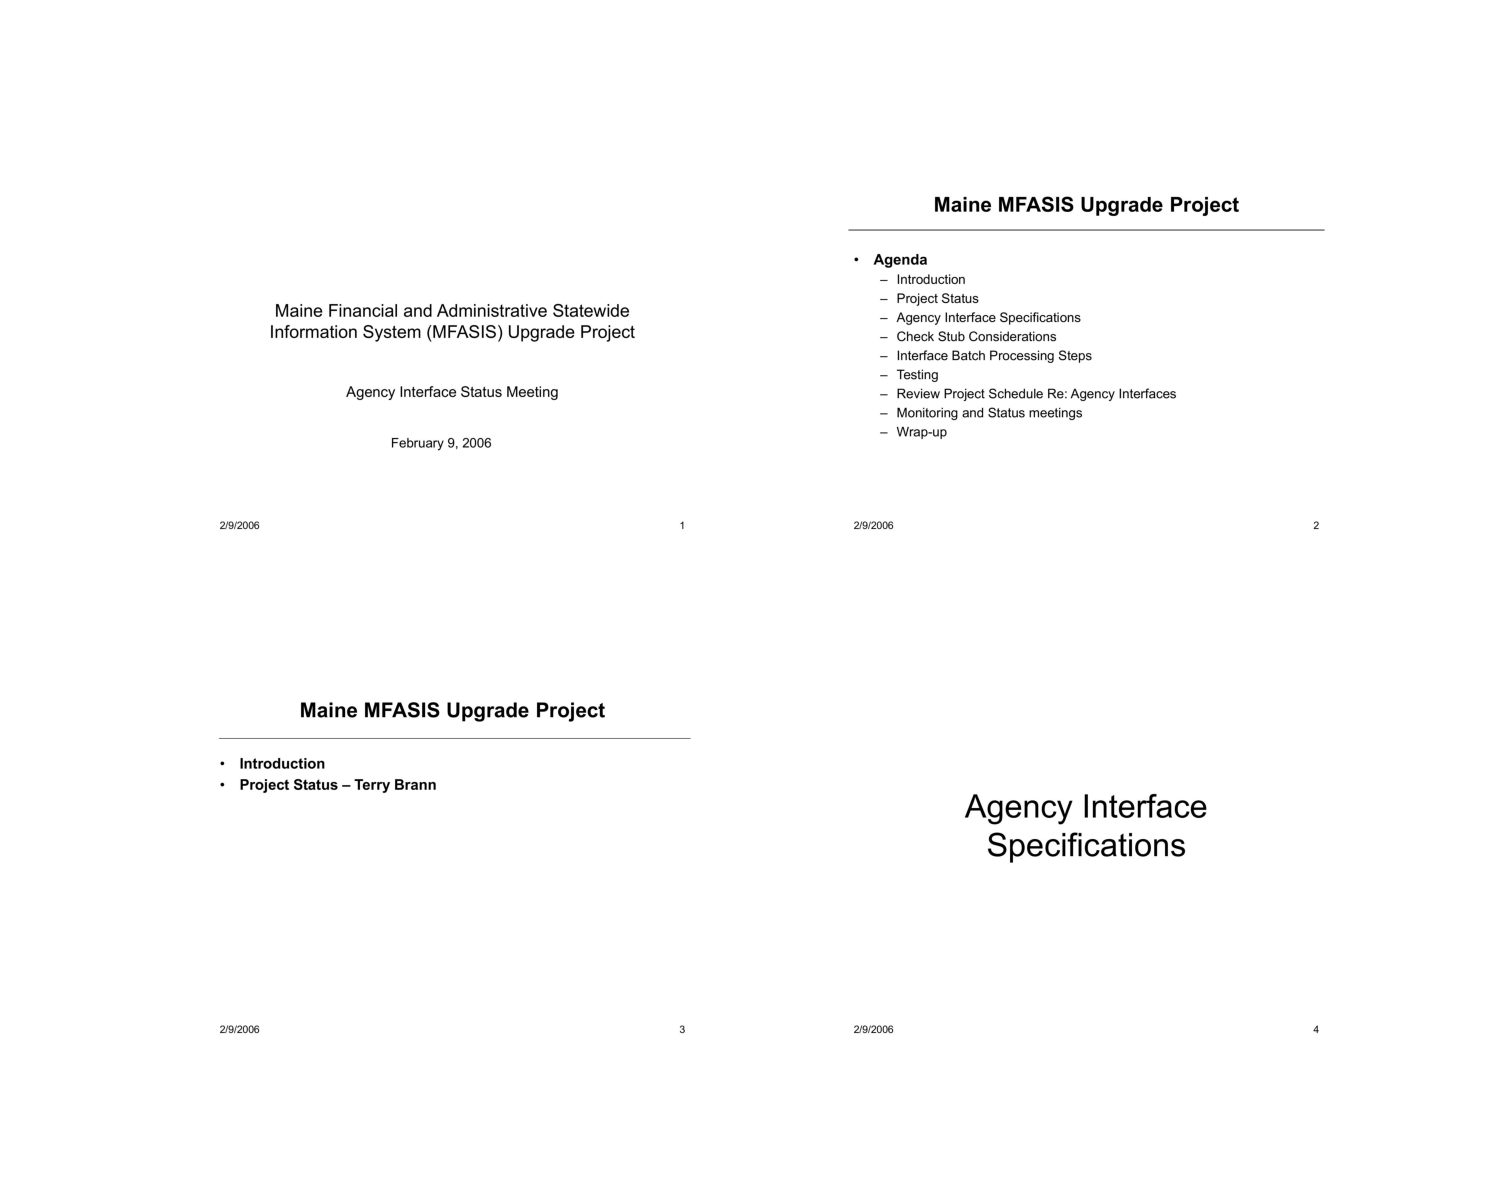 Maine Financial and Administrative Statewide
Information System (MFASIS) Upgrade Project
Agency Interface Status Meeting
February 9, 2006
2/9/2006
1
Maine MFASIS Upgrade Project
• Agenda
– Introduction
– Project Status
– Agency Interface Specifications
– Check Stub Considerations
– Interface Batch Processing Steps
– Testing
– Review Project Schedule Re: Agency Interfaces
– Monitoring and Status meetings
– Wrap-up
2/9/2006
2
Maine MFASIS Upgrade Project
• Introduction
• Project Status – Terry Brann
2/9/2006
3
Agency Interface
Specifications
2/9/2006
4